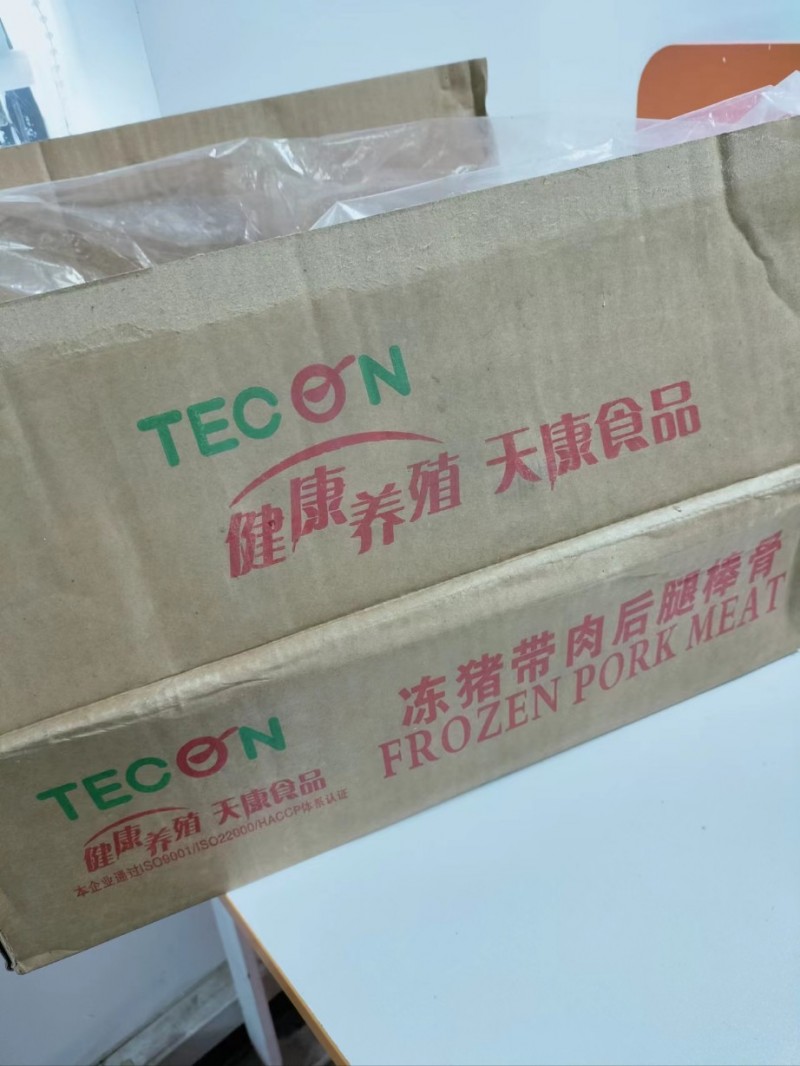 TECON
健康养殖 天康食品
冻猪带肉后腿棒骨
FROZEN PORK MEAT
TECON
健康养殖 天康食品
本企业通过ISO9001/ISO22000/HACCP体系认证